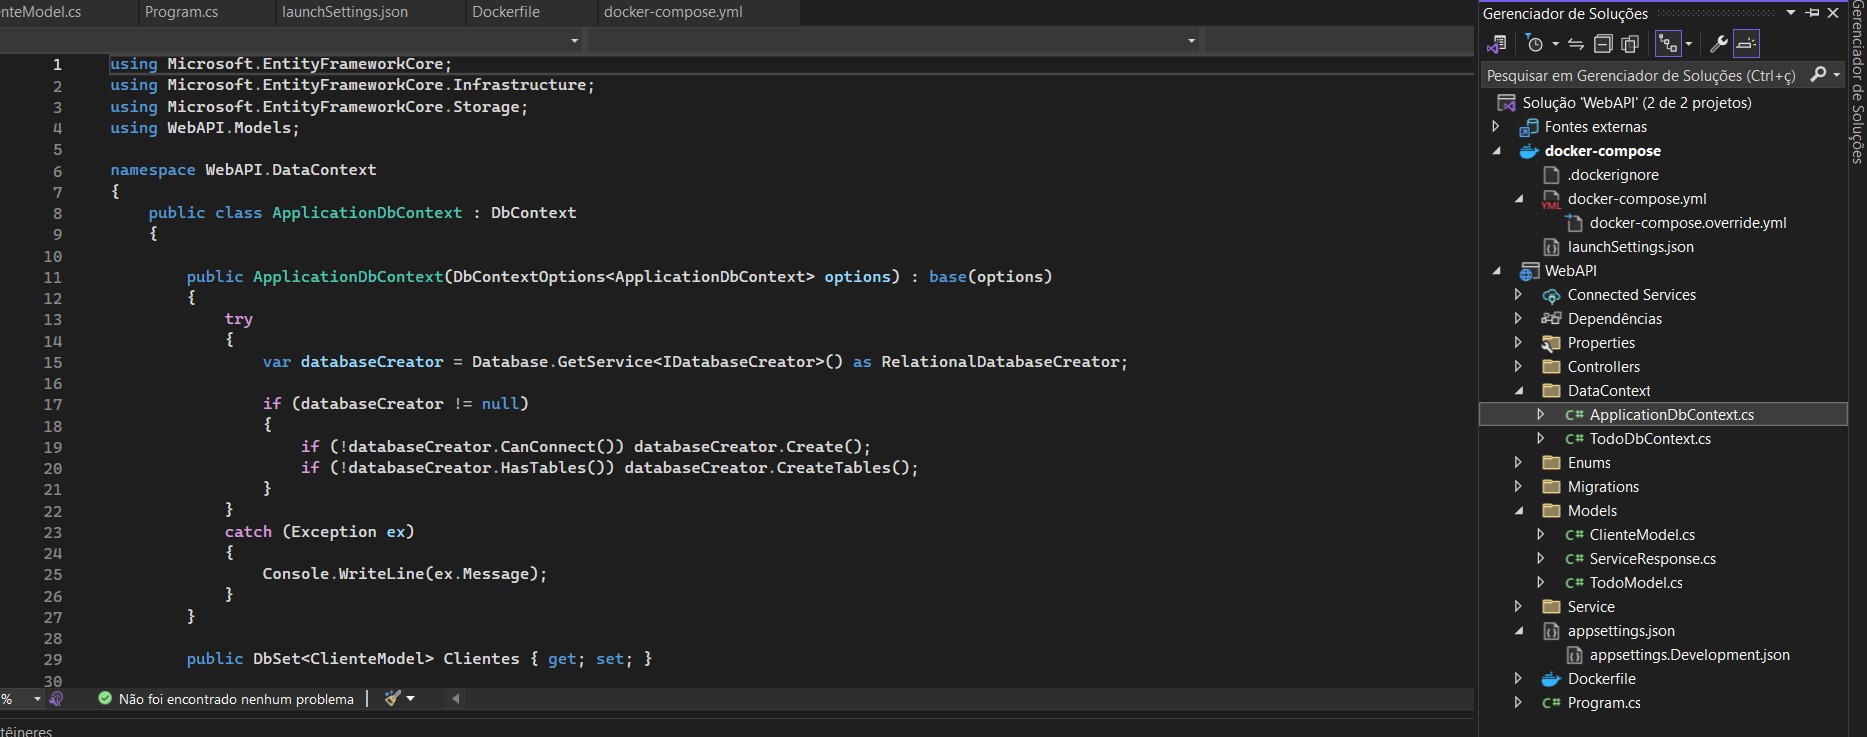 enteModel.cs
Program.cs
launchSettings.json
Dockerfile
docker-compose.yml
1 using Microsoft.EntityFrameworkCore;
2 using Microsoft.EntityFrameworkCore.Infrastructure;
3 using Microsoft.EntityFrameworkCore.Storage;
4 using WebAPI.Models;
5
6 namespace WebAPI.DataContext
7 {
8 public class ApplicationDbContext : DbContext
9 {
10
11 public ApplicationDbContext(DbContextOptions<ApplicationDbContext> options) : base(options)
12 {
13 try
14 {
15 var databaseCreator = Database.GetService<IDatabaseCreator>() as RelationalDatabaseCreator;
16
17 if (databaseCreator != null)
18 {
19 if (!databaseCreator.CanConnect()) databaseCreator.Create();
20 if (!databaseCreator.HasTables()) databaseCreator.CreateTables();
21 }
22 }
23 catch (Exception ex)
24 {
25 Console.WriteLine(ex.Message);
26 }
27 }
28
29 public DbSet<ClienteModel> Clientes { get; set; }
30
% Não foi encontrado nenhum problema
têineres
Gerenciador de Soluções
Pesquisar em Gerenciador de Soluções (Ctrl+ç)
Solução 'WebAPI' (2 de 2 projetos)
Fontes externas
docker-compose
.dockerignore
YML docker-compose.yml
docker-compose.override.yml
launchSettings.json
WebAPI
Connected Services
Dependências
Properties
Controllers
DataContext
C# ApplicationDbContext.cs
C# TodoDbContext.cs
Enums
Migrations
Models
C# ClienteModel.cs
C# ServiceResponse.cs
C# TodoModel.cs
Service
appsettings.json
appsettings.Development.json
Dockerfile
C# Program.cs
Gerenciador de Soluções